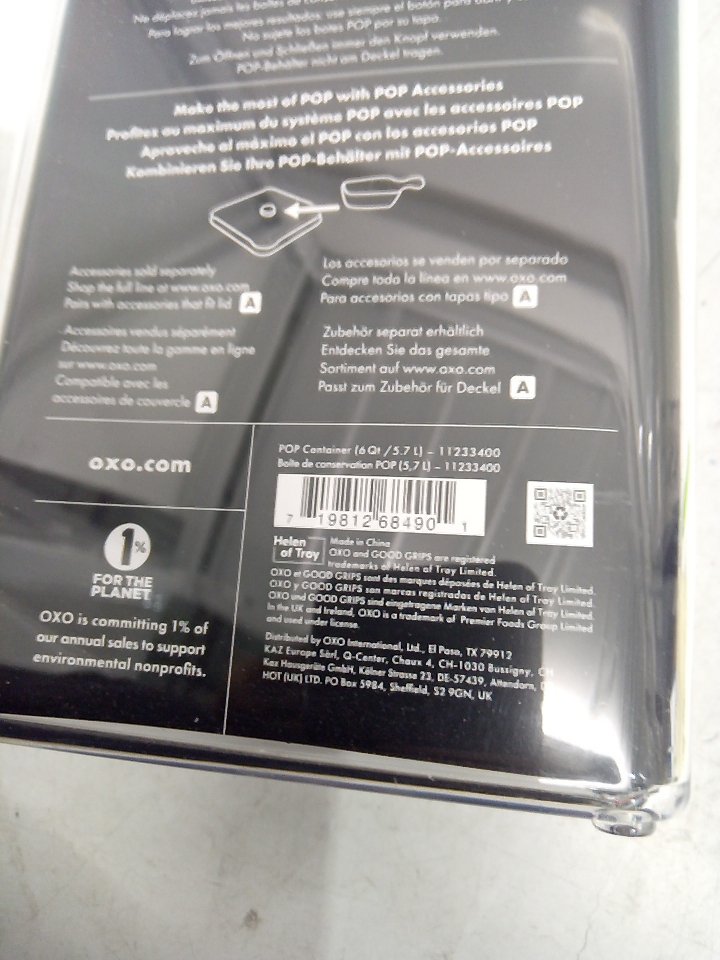 Ne déplacez jamais les boîtes de
Para lograr los mejores resultados, use siempre el botón para
No sujete los botes POP por su tapa.
Zum Öffnen und Schließen immer den Knopf verwenden.
POP-Behälter nicht am Deckel tragen.
Make the most of POP with POP Accessories
Profitez au maximum du système POP avec les accessoires POP
Aproveche al máximo el POP con los accesorios POP
Kombinieren Sie Ihre POP-Behälter mit POP-Accessoires
Accessories sold separately
Shop the full line at www.oxo.com
Pairs with accessories that fit lid A
Accessoires vendus séparément
Découvrez toute la gamme en ligne
sur www.oxo.com
Compatible avec les
accessoires de couvercle A
Los accesorios se venden por separado
Compre toda la línea en www.oxo.com
Para accesorios con tapas tipo A
Zubehör separat erhältlich
Entdecken Sie das gesamte
Sortiment auf www.oxo.com
Passt zum Zubehör für Deckel A
oxo.com
1%
FOR THE
PLANET
OXO is committing 1% of
our annual sales to support
environmental nonprofits.
POP Container (6 Qt / 5.7 L) – 11233400
Boîte de conservation POP (5,7 L) – 11233400
7 19812 68490 1
Helen
of Troy
Made in China
OXO and GOOD GRIPS are registered
trademarks of Helen of Troy Limited.
OXO et GOOD GRIPS sont des marques déposées de Helen of Troy Limited.
OXO y GOOD GRIPS son marcas registradas de Helen of Troy Limited.
OXO und GOOD GRIPS sind eingetragene Marken von Helen of Troy Limited.
In the UK and Ireland, OXO is a trademark of Premier Foods Group Limited
and used under license.
Distributed by OXO International, Ltd., El Paso, TX 79912
KAZ Europe Sàrl, Q-Center, Chaux 4, CH-1030 Bussigny, CH
Kaz Hausgeräte GmbH, Kölner Strasse 23, DE-57439, Attendorn,
HOT (UK) LTD. PO Box 5984, Sheffield, S2 9GN, UK